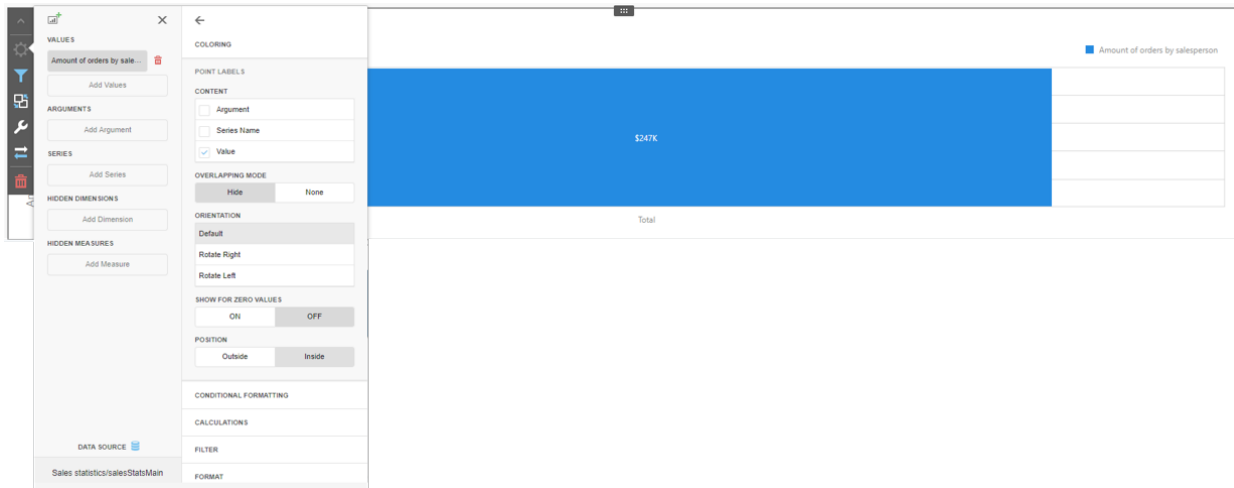 VALUES
Amount of orders by sale...
Add Values
ARGUMENTS
Add Argument
SERIES
Add Series
HIDDEN DIMENSIONS
Add Dimension
HIDDEN MEASURES
Add Measure
DATA SOURCE
Sales statistics/salesStatsMain
COLORING
POINT LABELS
CONTENT
Argument
Series Name
Value
OVERLAPPING MODE
Hide None
ORIENTATION
Default
Rotate Right
Rotate Left
SHOW FOR ZERO VALUES
ON OFF
POSITION
Outside Inside
CONDITIONAL FORMATTING
CALCULATIONS
FILTER
FORMAT
Amount of orders by salesperson
$247K
Total